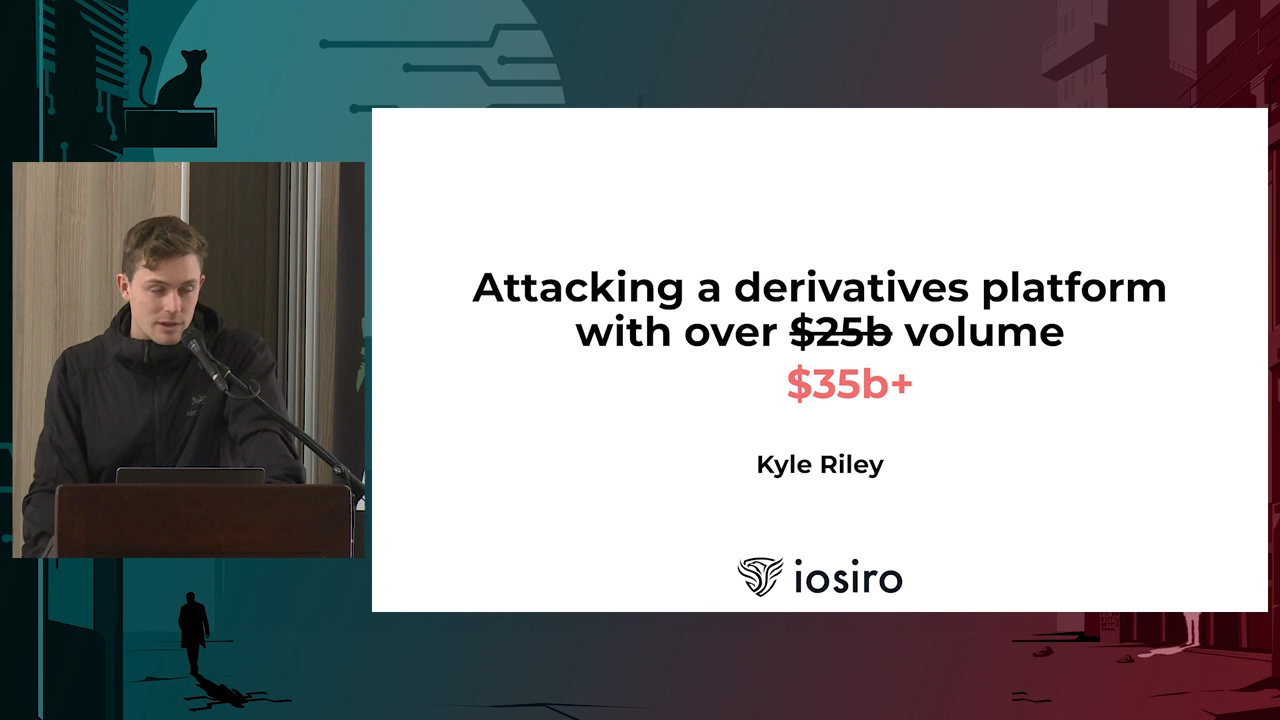 Attacking a derivatives platform
with over $25b volume
$35b+
Kyle Riley
iosiro